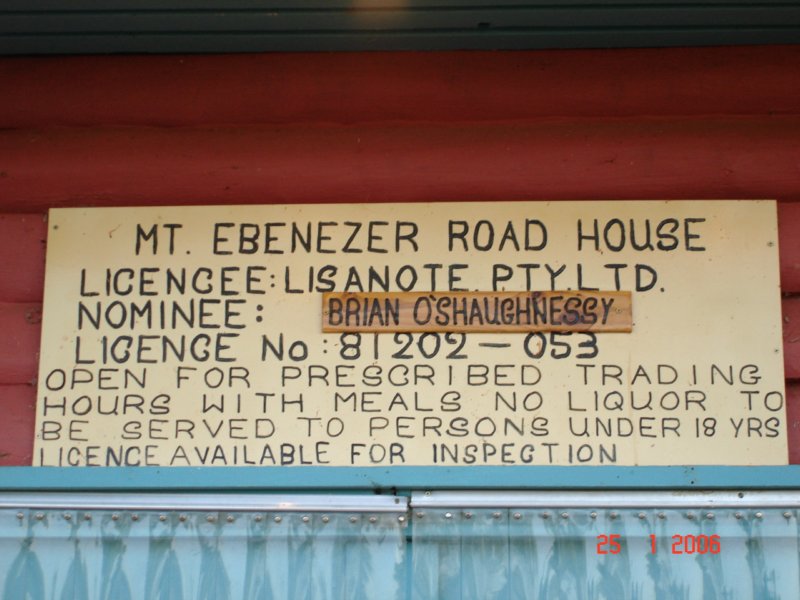 MT. EBENEZER ROAD HOUSE
LICENCEE: LISANOTE. PTY. LTD.
NOMINEE: BRIAN O'SHAUGHNESSY
LICENCE No: 81202-053
OPEN FOR PRESCRIBED TRADING
HOURS WITH MEALS NO LIQUOR TO
BE SERVED TO PERSONS UNDER 18 YRS
LICENCE AVAILABLE FOR INSPECTION
25 1 2006